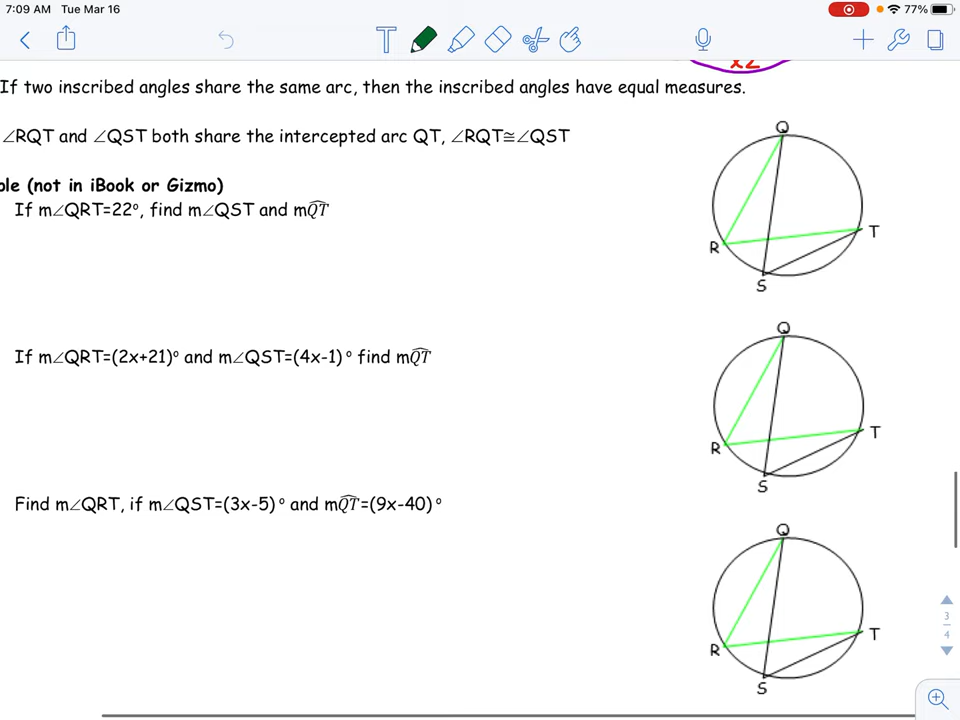 7:09 AM Tue Mar 16
77%
T
x2
If two inscribed angles share the same arc, then the inscribed angles have equal measures.
∠RQT and ∠QST both share the intercepted arc QT, ∠RQT≅∠QST
ple (not in iBook or Gizmo)
If m∠QRT=22°, find m∠QST and m𝑄𝑇̂
Q
R
T
S
If m∠QRT=(2x+21)° and m∠QST=(4x-1)° find m𝑄𝑇̂
Q
R
T
S
Find m∠QRT, if m∠QST=(3x-5)° and m𝑄𝑇̂=(9x-40)°
Q
R
T
S
3
4